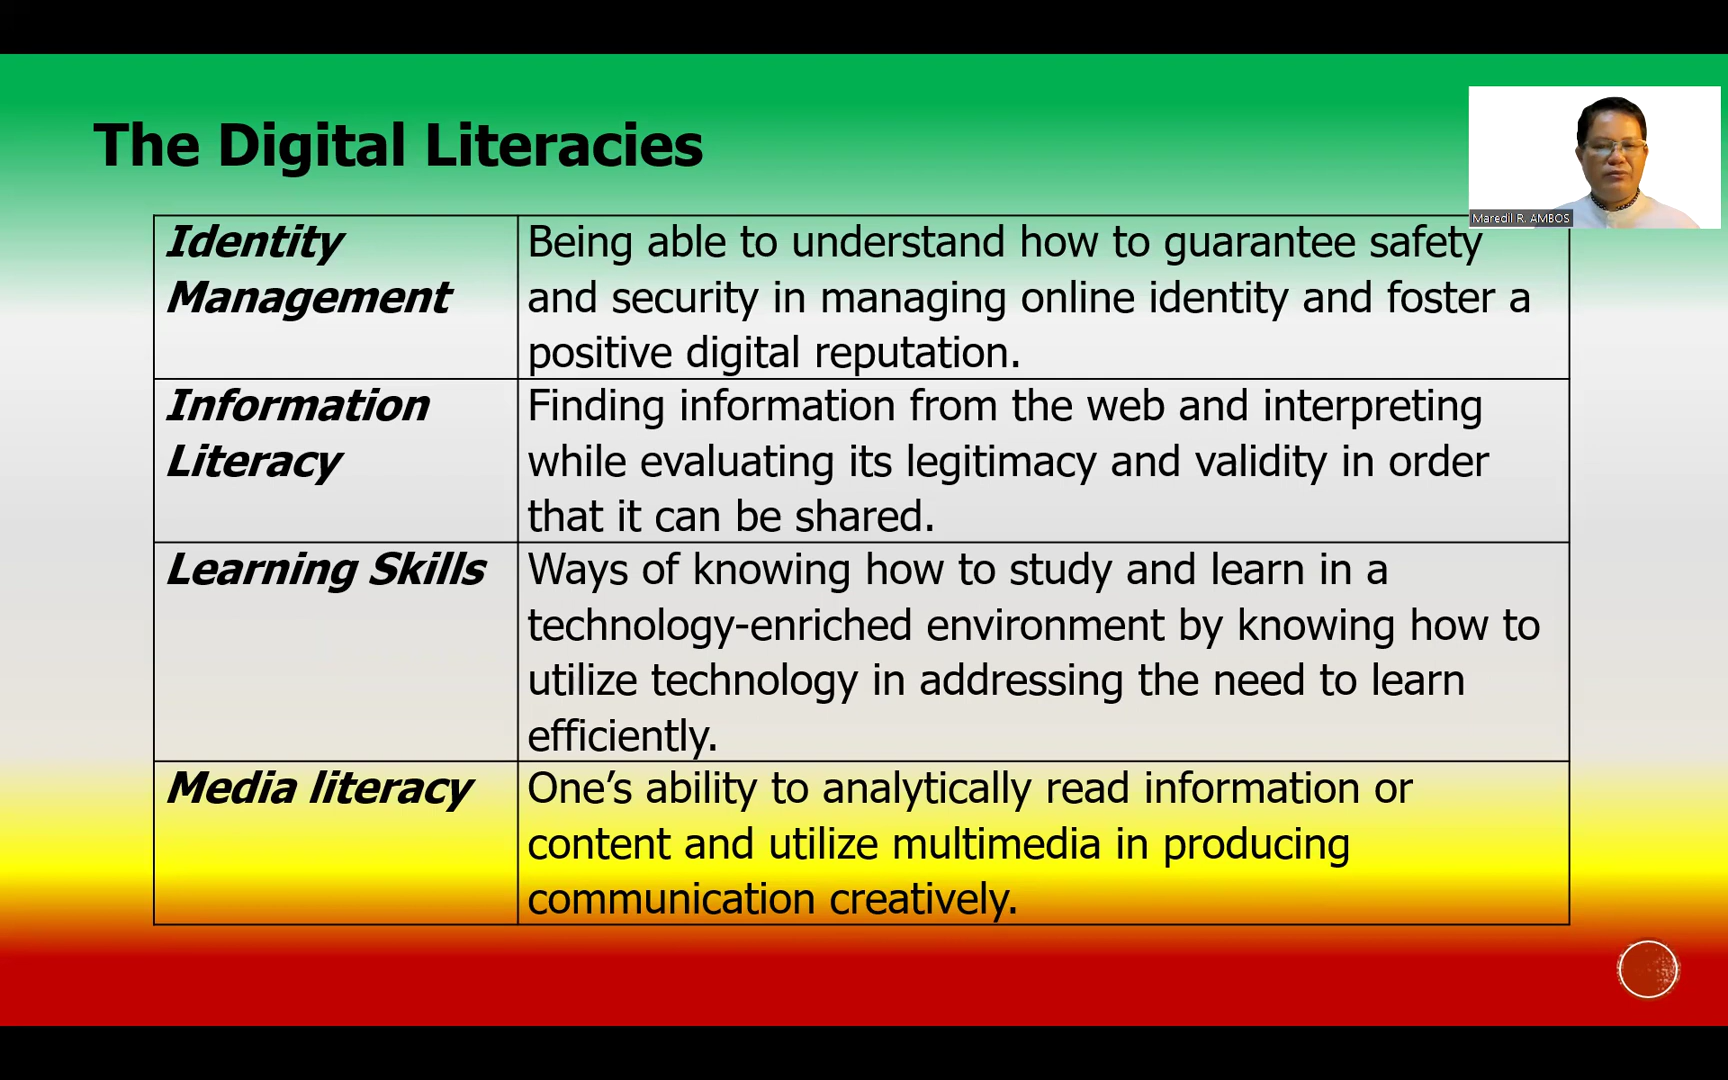 The Digital Literacies
Maredil R. AMBOS
Identity
Management
Being able to understand how to guarantee safety
and security in managing online identity and foster a
positive digital reputation.
Information
Literacy
Finding information from the web and interpreting
while evaluating its legitimacy and validity in order
that it can be shared.
Learning Skills
Ways of knowing how to study and learn in a
technology-enriched environment by knowing how to
utilize technology in addressing the need to learn
efficiently.
Media literacy
One’s ability to analytically read information or
content and utilize multimedia in producing
communication creatively.